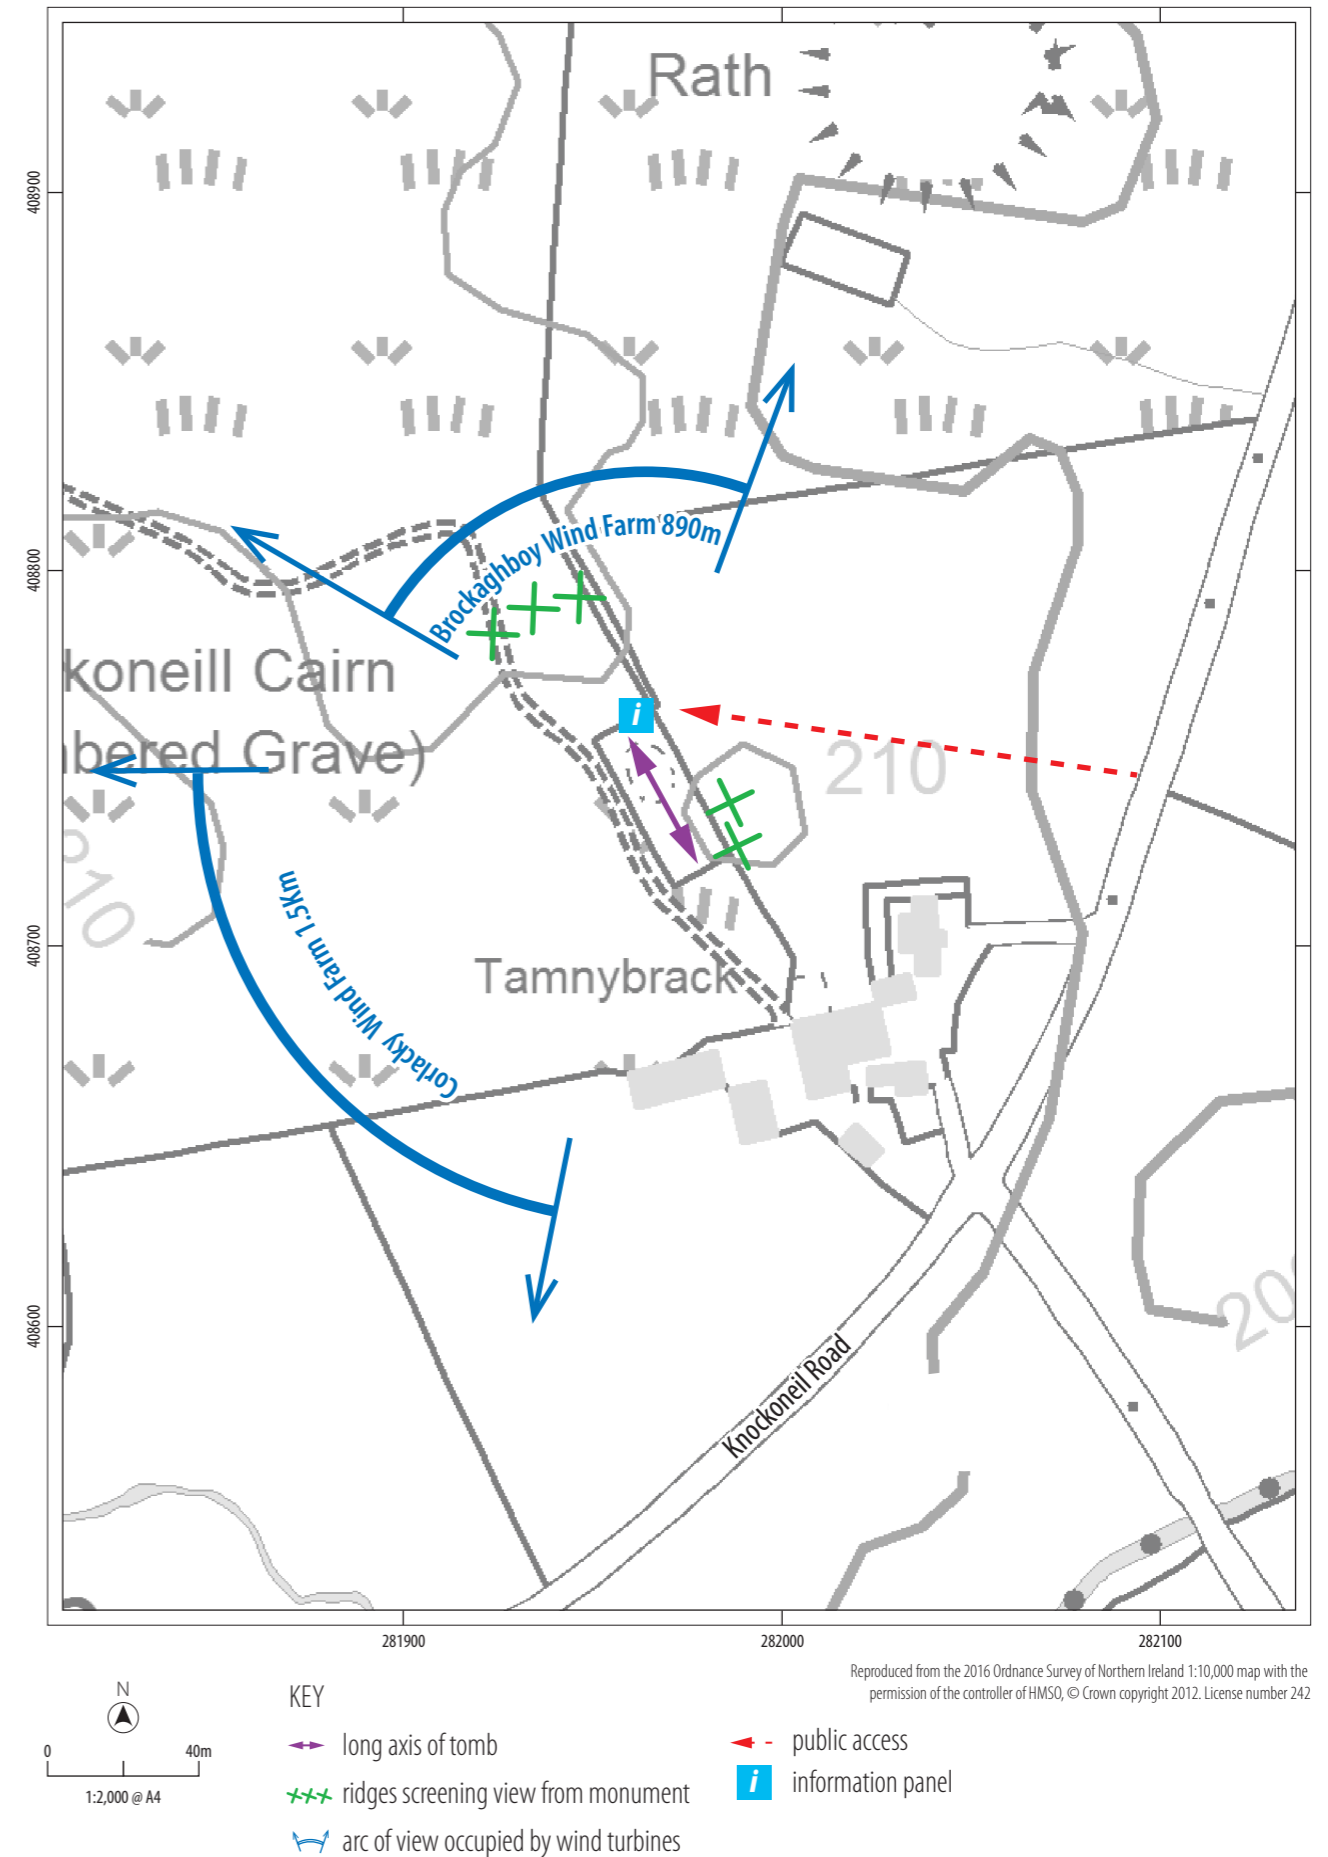 Rath
408900
Brockaghboy Wind Farm 890m
408800
koneill Cairn
bered Grave)
i
210
210
Corlacky Wind Farm 1.5Km
408700
Tamnybrack
408600
20
Knockoneil Road
281900
282000
282100
Reproduced from the 2016 Ordnance Survey of Northern Ireland 1:10,000 map with the
permission of the controller of HMSO, © Crown copyright 2012. License number 242
N
0
40m
1:2,000 @ A4
KEY
long axis of tomb
ridges screening view from monument
arc of view occupied by wind turbines
public access
i information panel